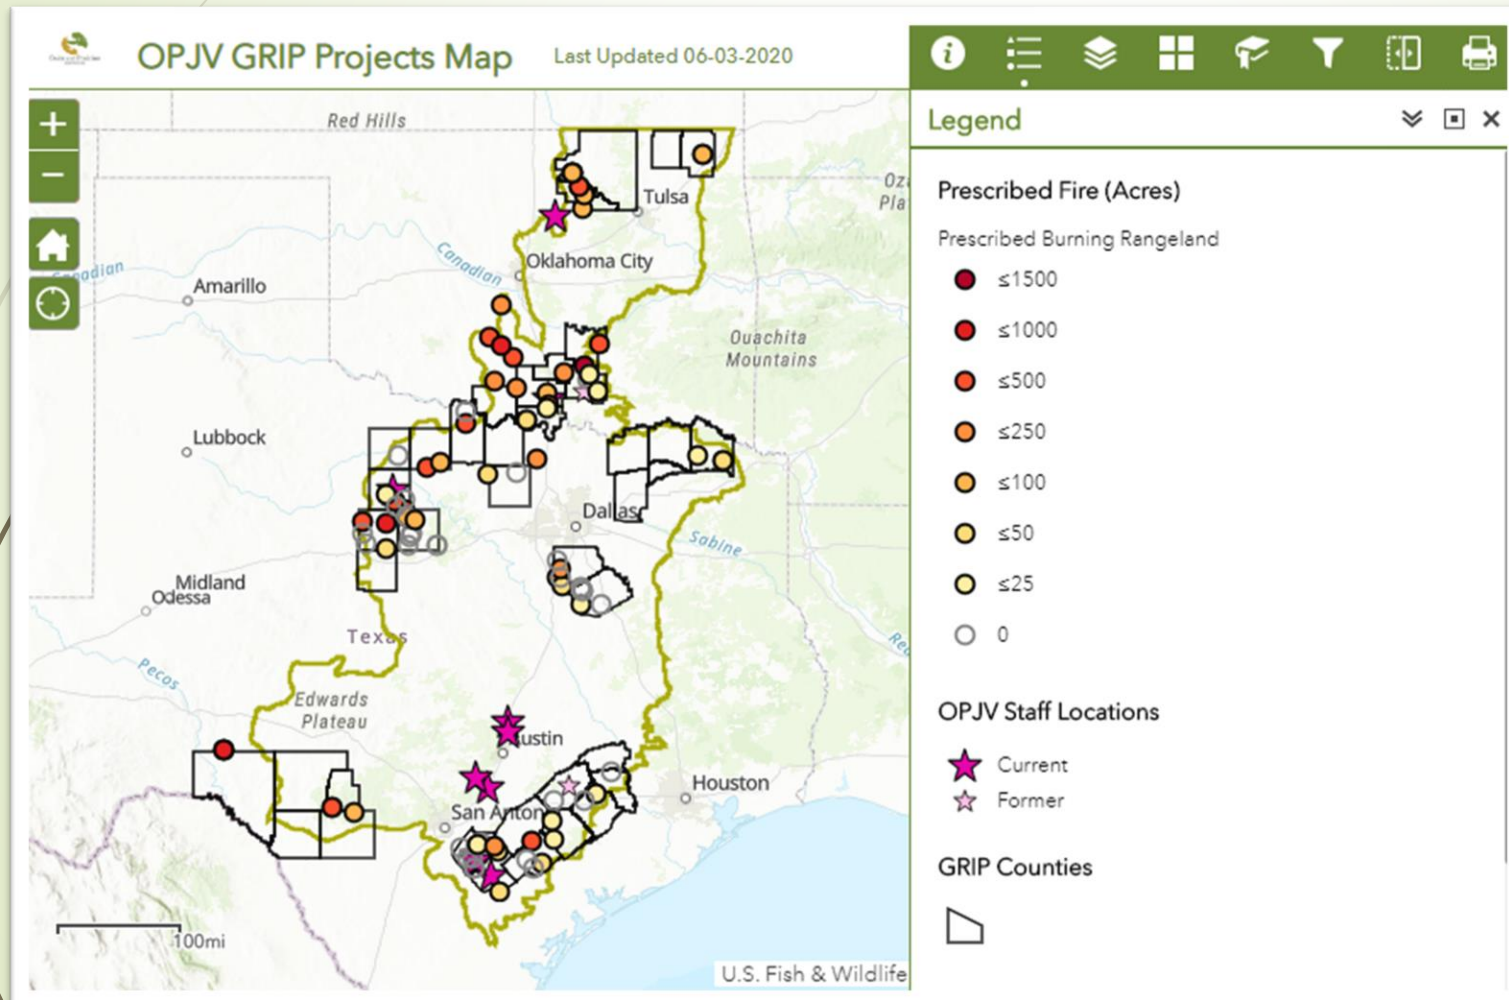 OPJV GRIP Projects Map
Last Updated 06-03-2020
+
−
Red Hills
Tulsa
Oklahoma City
Canadian
Canadian
Amarillo
Ouachita
Mountains
Lubbock
Dallas
Sabine
Midland
Odessa
Texas
Pecos
Edwards
Plateau
Austin
Houston
San Anton
100mi
U.S. Fish & Wildlife
Legend
Prescribed Fire (Acres)
Prescribed Burning Rangeland
≤1500
≤1000
≤500
≤250
≤100
≤50
≤25
0
OPJV Staff Locations
Current
Former
GRIP Counties